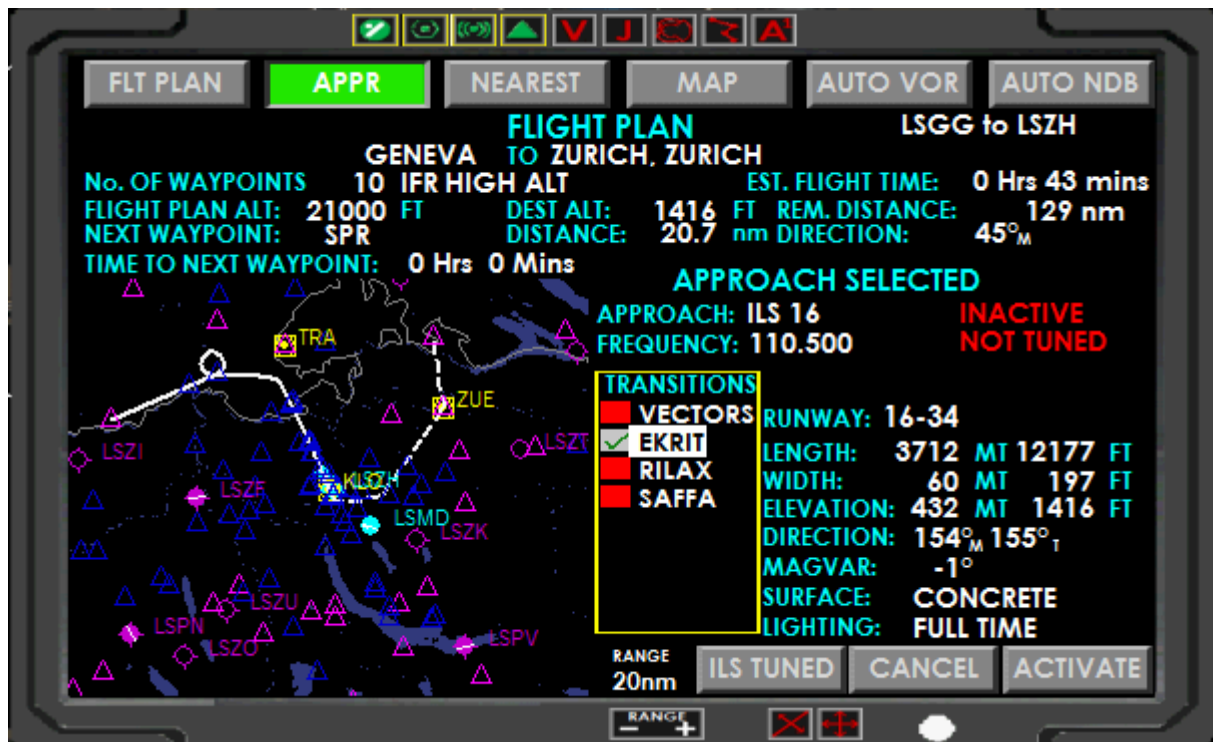 V J A¹
FLT PLAN APPR NEAREST MAP AUTO VOR AUTO NDB
FLIGHT PLAN LSGG to LSZH
GENEVA TO ZURICH, ZURICH
No. OF WAYPOINTS 10 IFR HIGH ALT EST. FLIGHT TIME: 0 Hrs 43 mins
FLIGHT PLAN ALT: 21000 FT DEST ALT: 1416 FT REM. DISTANCE: 129 nm
NEXT WAYPOINT: SPR DISTANCE: 20.7 nm DIRECTION: 45°M
TIME TO NEXT WAYPOINT: 0 Hrs 0 Mins
APPROACH SELECTED
APPROACH: ILS 16 INACTIVE
FREQUENCY: 110.500 NOT TUNED
TRA
ZUE
LSZI
LSZT
LSZF
KLO
LSMD
LSZK
LSZU
LSPN
LSZO
LSPV
TRANSITIONS
VECTORS
EKRIT
RILAX
SAFFA
RUNWAY: 16-34
LENGTH: 3712 MT 12177 FT
WIDTH: 60 MT 197 FT
ELEVATION: 432 MT 1416 FT
DIRECTION: 154°M 155°T
MAGVAR: -1°
SURFACE: CONCRETE
LIGHTING: FULL TIME
RANGE
20nm
ILS TUNED CANCEL ACTIVATE
RANGE
- +